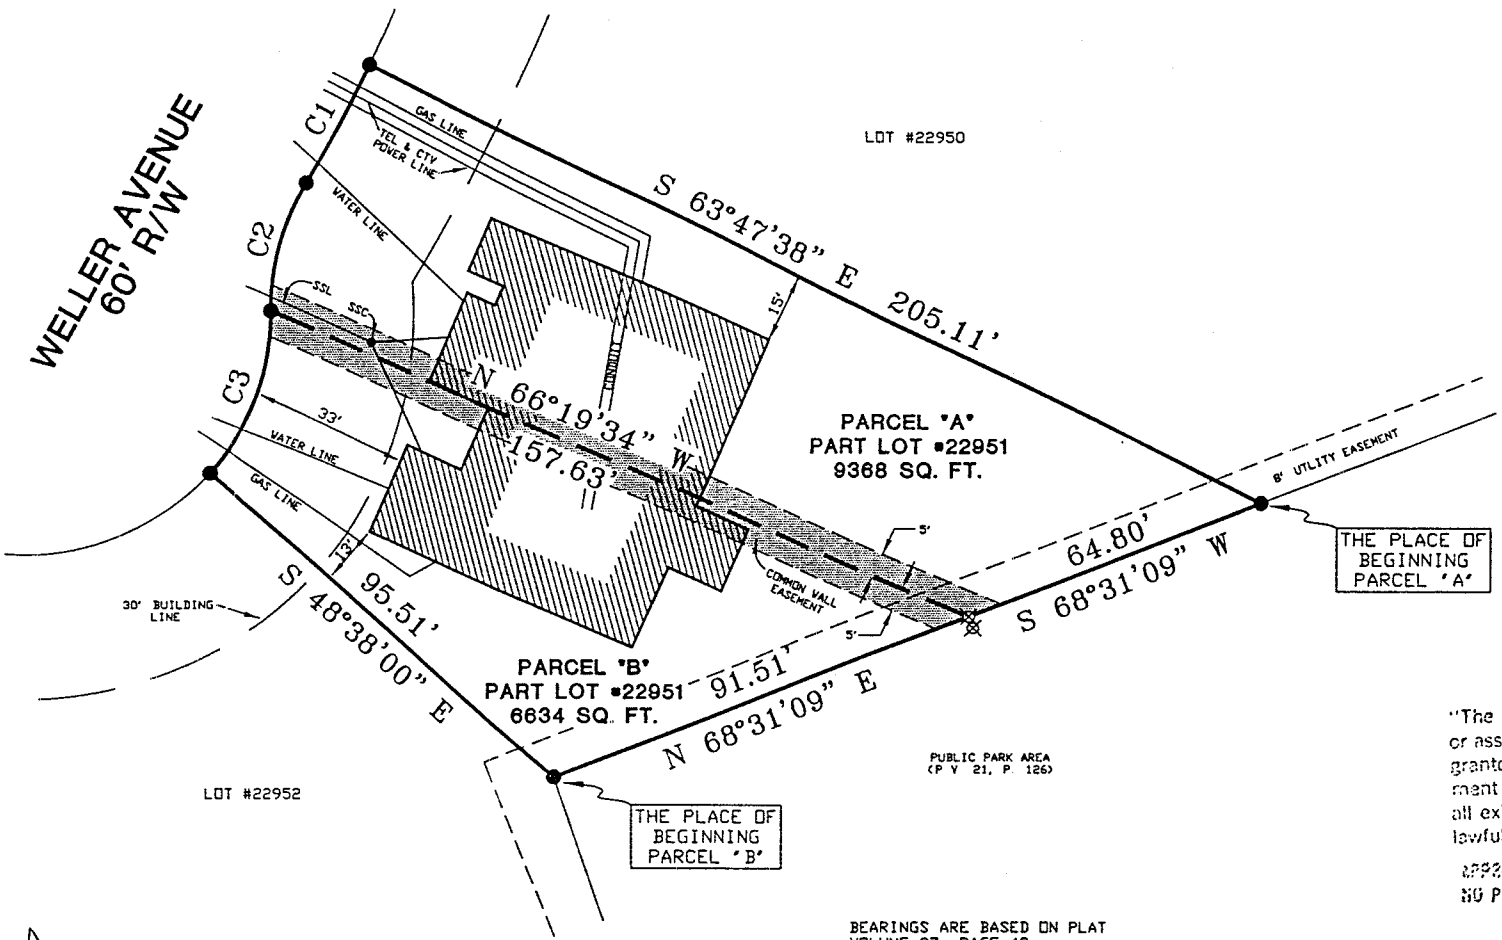 WELLER AVENUE
60' R/W
C1
C2
C3
GAS LINE
TEL & CTV
POWER LINE
WATER LINE
SSL
SSC
LOT #22950
S 63°47'38" E 205.11'
15'
CONDUIT
N 66°19'34" W
157.63'
33'
WATER LINE
GAS LINE
13'
PARCEL "A"
PART LOT #22951
9368 SQ. FT.
8' UTLITY EASEMENT
THE PLACE OF
BEGINNING
PARCEL "A"
64.80'
S 68°31'09" W
5'
COMMON WALL
EASEMENT
5'
30' BUILDING
LINE
95.51'
S 48°38'00" E
PARCEL "B"
PART LOT #22951
6634 SQ. FT.
91.51'
N 68°31'09" E
PUBLIC PARK AREA
(P V 21, P. 126)
LOT #22952
THE PLACE OF
BEGINNING
PARCEL "B"
"The
or ass
grant
ment
all ex
lawfu
NO P
BEARINGS ARE BASED ON PLAT